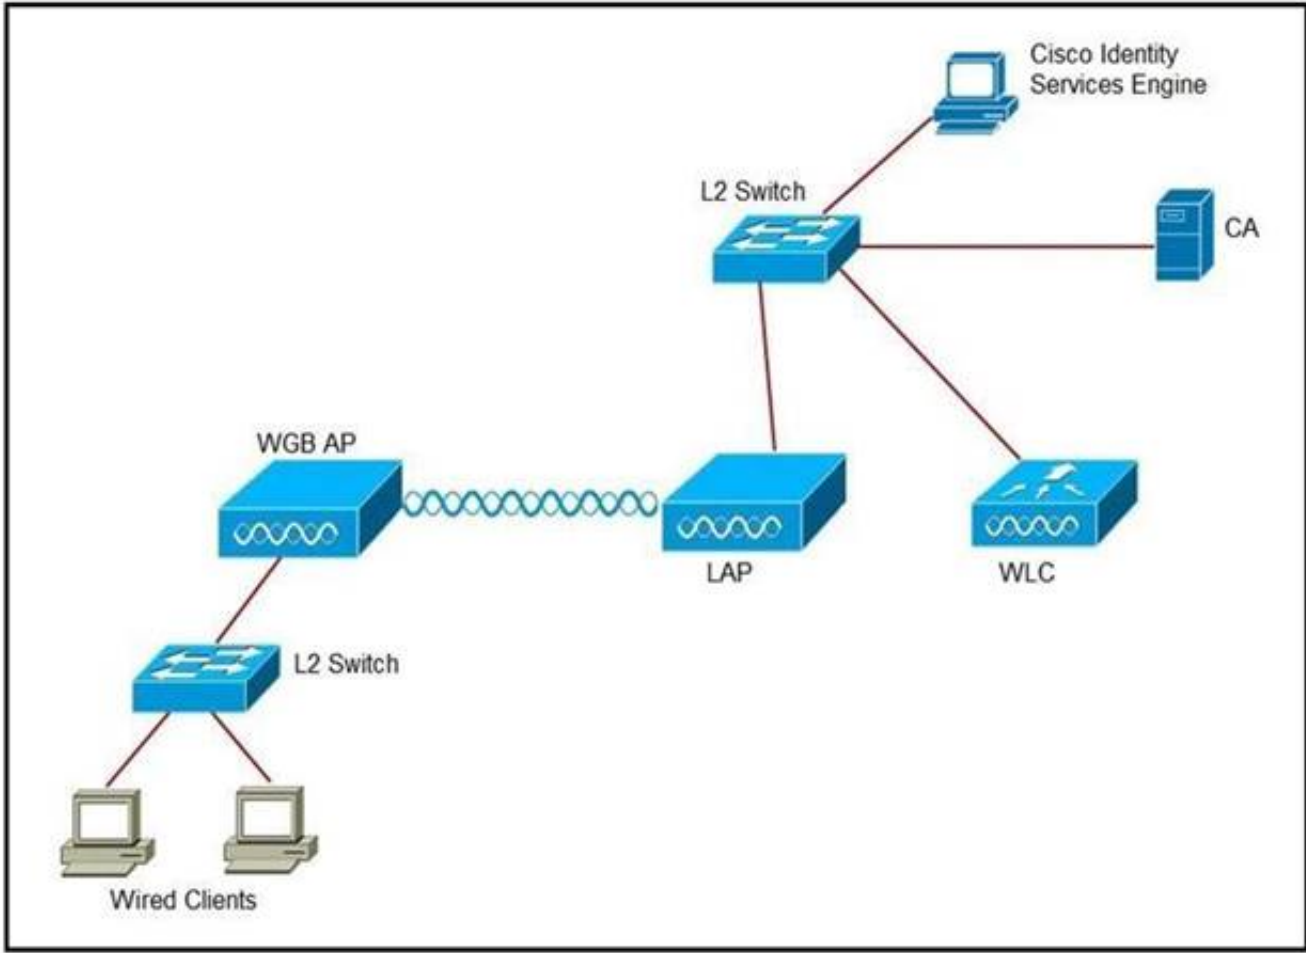 Cisco Identity
Services Engine
L2 Switch
CA
WGB AP
LAP
WLC
L2 Switch
Wired Clients